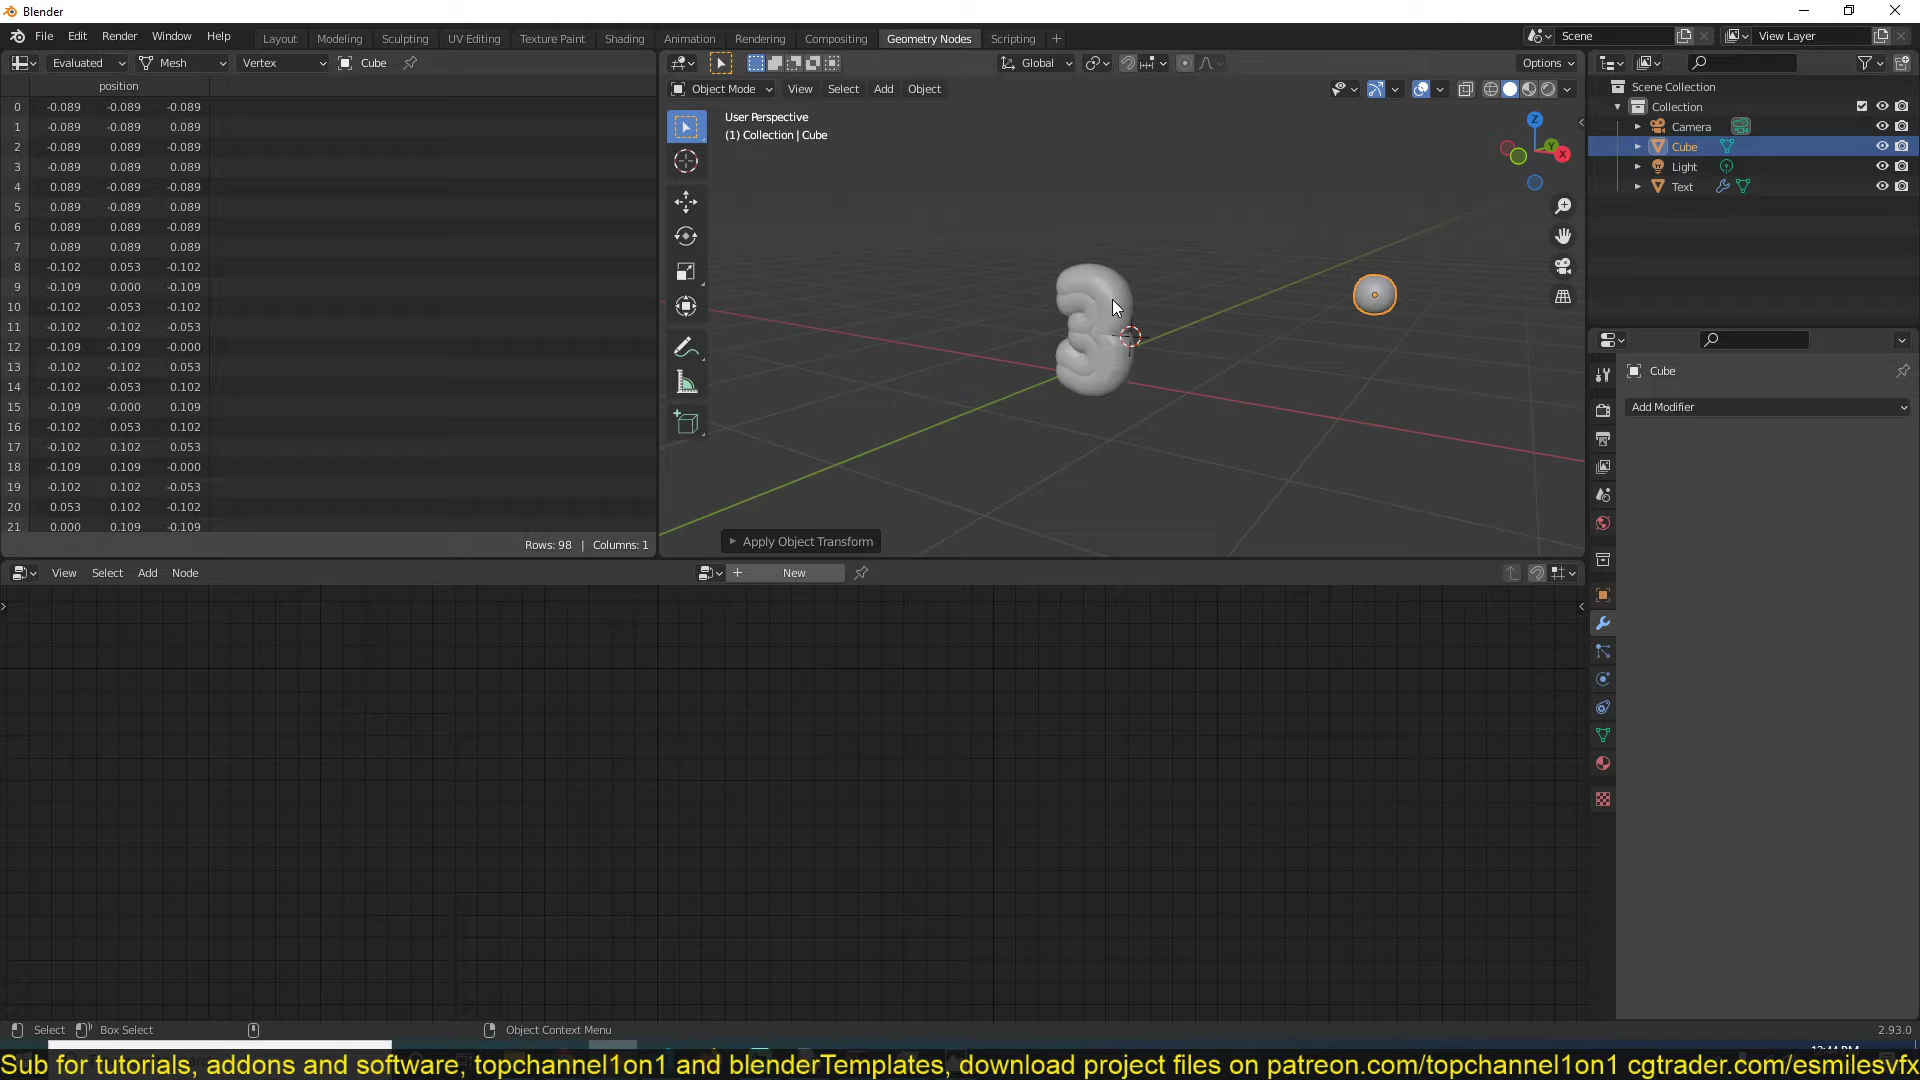 Blender
File Edit Render Window Help Layout Modeling Sculpting UV Editing Texture Paint Shading Animation Rendering Compositing Geometry Nodes Scripting + Scene View Layer
Evaluated Mesh Vertex Cube Global Options
Scene Collection
Object Mode View Select Add Object
position
User Perspective
(1) Collection | Cube
Collection
Camera
Cube
Light
Text
0 -0.089 -0.089 -0.089
1 -0.089 -0.089 0.089
2 -0.089 0.089 -0.089
3 -0.089 0.089 0.089
4 0.089 -0.089 -0.089
5 0.089 -0.089 0.089
6 0.089 0.089 -0.089
7 0.089 0.089 0.089
8 -0.102 0.053 -0.102
9 -0.109 0.000 -0.109
10 -0.102 -0.053 -0.102
11 -0.102 -0.102 -0.053
12 -0.109 -0.109 -0.000
13 -0.102 -0.102 0.053
14 -0.102 -0.053 0.102
15 -0.109 -0.000 0.109
16 -0.102 0.053 0.102
17 -0.102 0.102 0.053
18 -0.109 0.109 -0.000
19 -0.102 0.102 -0.053
20 0.053 0.102 -0.102
21 0.000 0.109 -0.109
Z
Y
X
Cube
Add Modifier
Apply Object Transform
Rows: 98 | Columns: 1
View Select Add Node + New
Select Box Select Object Context Menu 2.93.0
Sub for tutorials, addons and software, topchannel1on1 and blenderTemplates, download project files on patreon.com/topchannel1on1 cgtrader.com/esmilesvfx